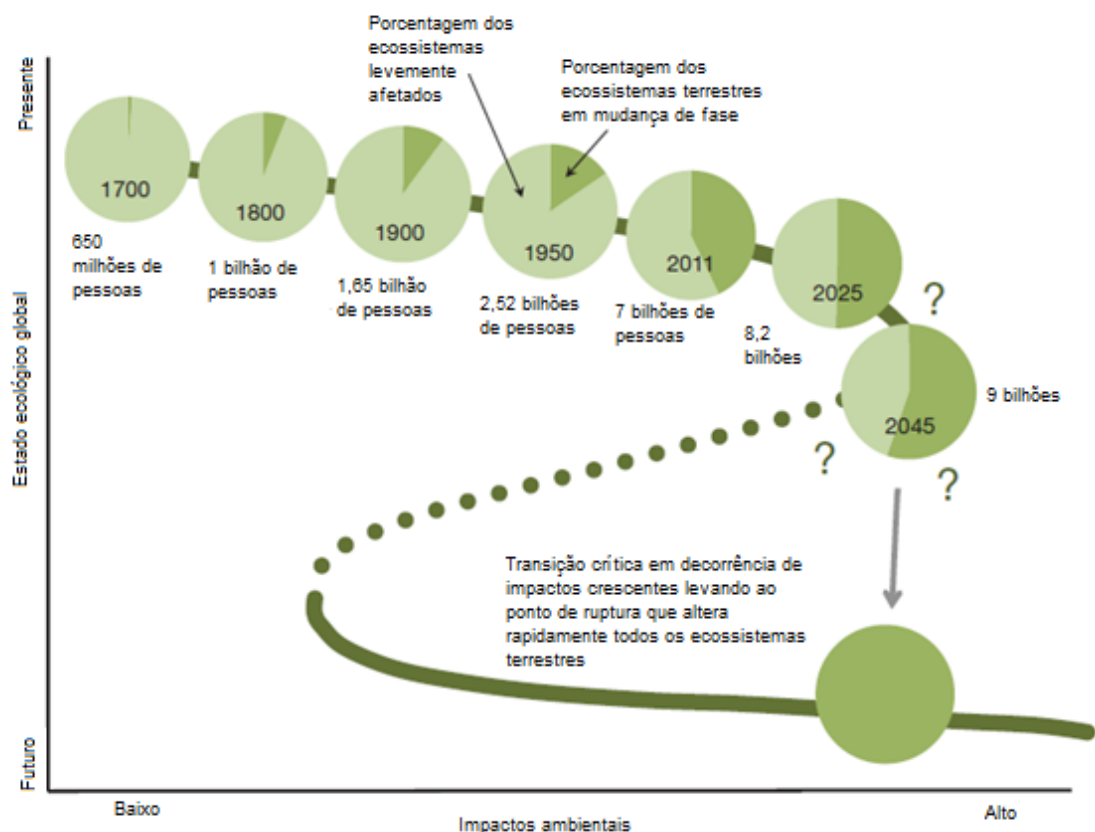 Porcentagem dos
ecossistemas
levemente
afetados
Porcentagem dos
ecossistemas terrestres
em mudança de fase
Presente
1700
1800
1900
1950
2011
2025
650
milhões de
pessoas
1 bilhão de
pessoas
1,65 bilhão
de pessoas
2,52 bilhões
de pessoas
7 bilhões de
pessoas
8,2
bilhões
?
2045
9 bilhões
?
?
Estado ecológico global
Transição crítica em decorrência de
impactos crescentes levando ao
ponto de ruptura que altera
rapidamente todos os ecossistemas
terrestres
Futuro
Baixo
Impactos ambientais
Alto